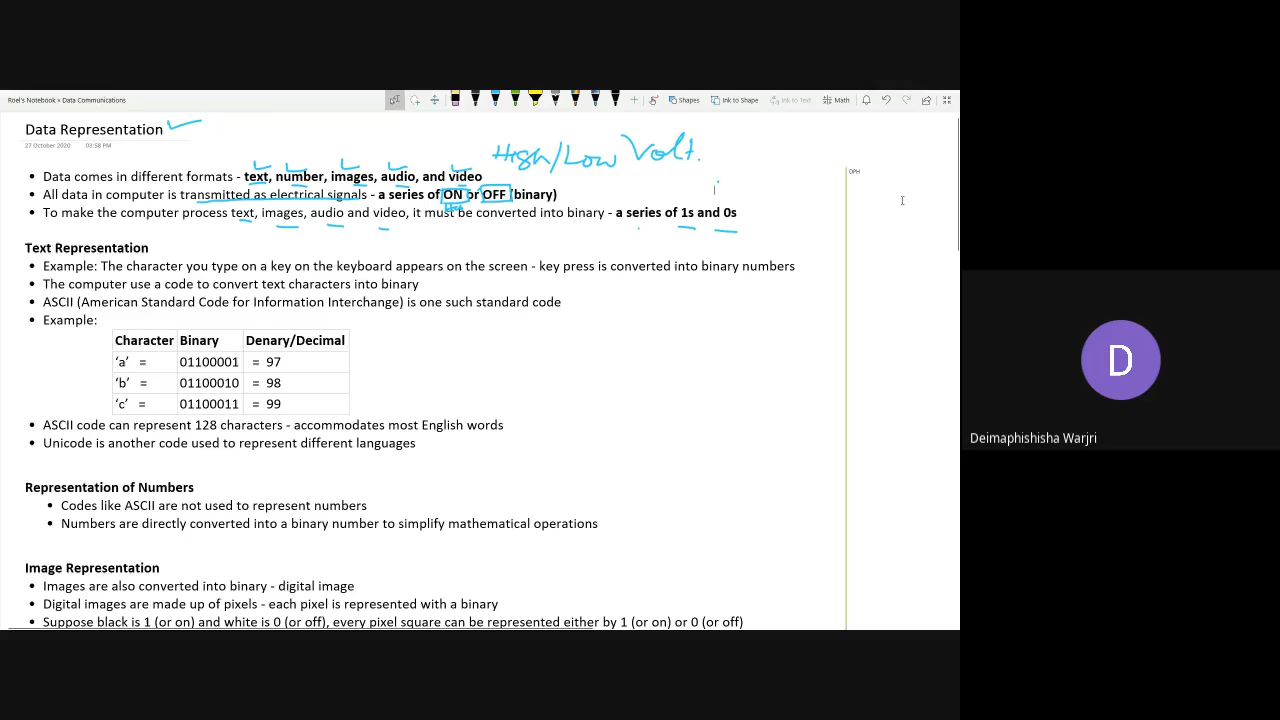 Roel's Notebook > Data Communications
Shapes Ink to Shape Ink to Text Math
Data Representation
27 October 2020 03:58 PM
High/Low Volt.
• Data comes in different formats - text, number, images, audio, and video
• All data in computer is transmitted as electrical signals - a series of ON or OFF (binary)
• To make the computer process text, images, audio and video, it must be converted into binary - a series of 1s and 0s
DPH
Text Representation
• Example: The character you type on a key on the keyboard appears on the screen - key press is converted into binary numbers
• The computer use a code to convert text characters into binary
• ASCII (American Standard Code for Information Interchange) is one such standard code
• Example:
Character Binary Denary/Decimal
‘a’ = 01100001 = 97
‘b’ = 01100010 = 98
‘c’ = 01100011 = 99
• ASCII code can represent 128 characters - accommodates most English words
• Unicode is another code used to represent different languages
Representation of Numbers
• Codes like ASCII are not used to represent numbers
• Numbers are directly converted into a binary number to simplify mathematical operations
Image Representation
• Images are also converted into binary - digital image
• Digital images are made up of pixels - each pixel is represented with a binary
• Suppose black is 1 (or on) and white is 0 (or off), every pixel square can be represented either by 1 (or on) or 0 (or off)
D
Deimaphishisha Warjri